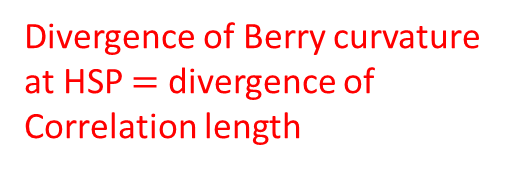 Divergence of Berry curvature
at HSP = divergence of
Correlation length